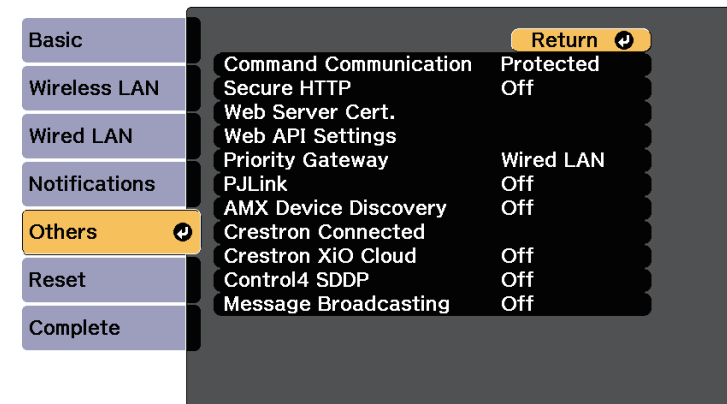 Basic
Wireless LAN
Wired LAN
Notifications
Others
Reset
Complete
Return
Command Communication Protected
Secure HTTP Off
Web Server Cert.
Web API Settings
Priority Gateway Wired LAN
PJLink Off
AMX Device Discovery Off
Crestron Connected
Crestron XiO Cloud Off
Control4 SDDP Off
Message Broadcasting Off